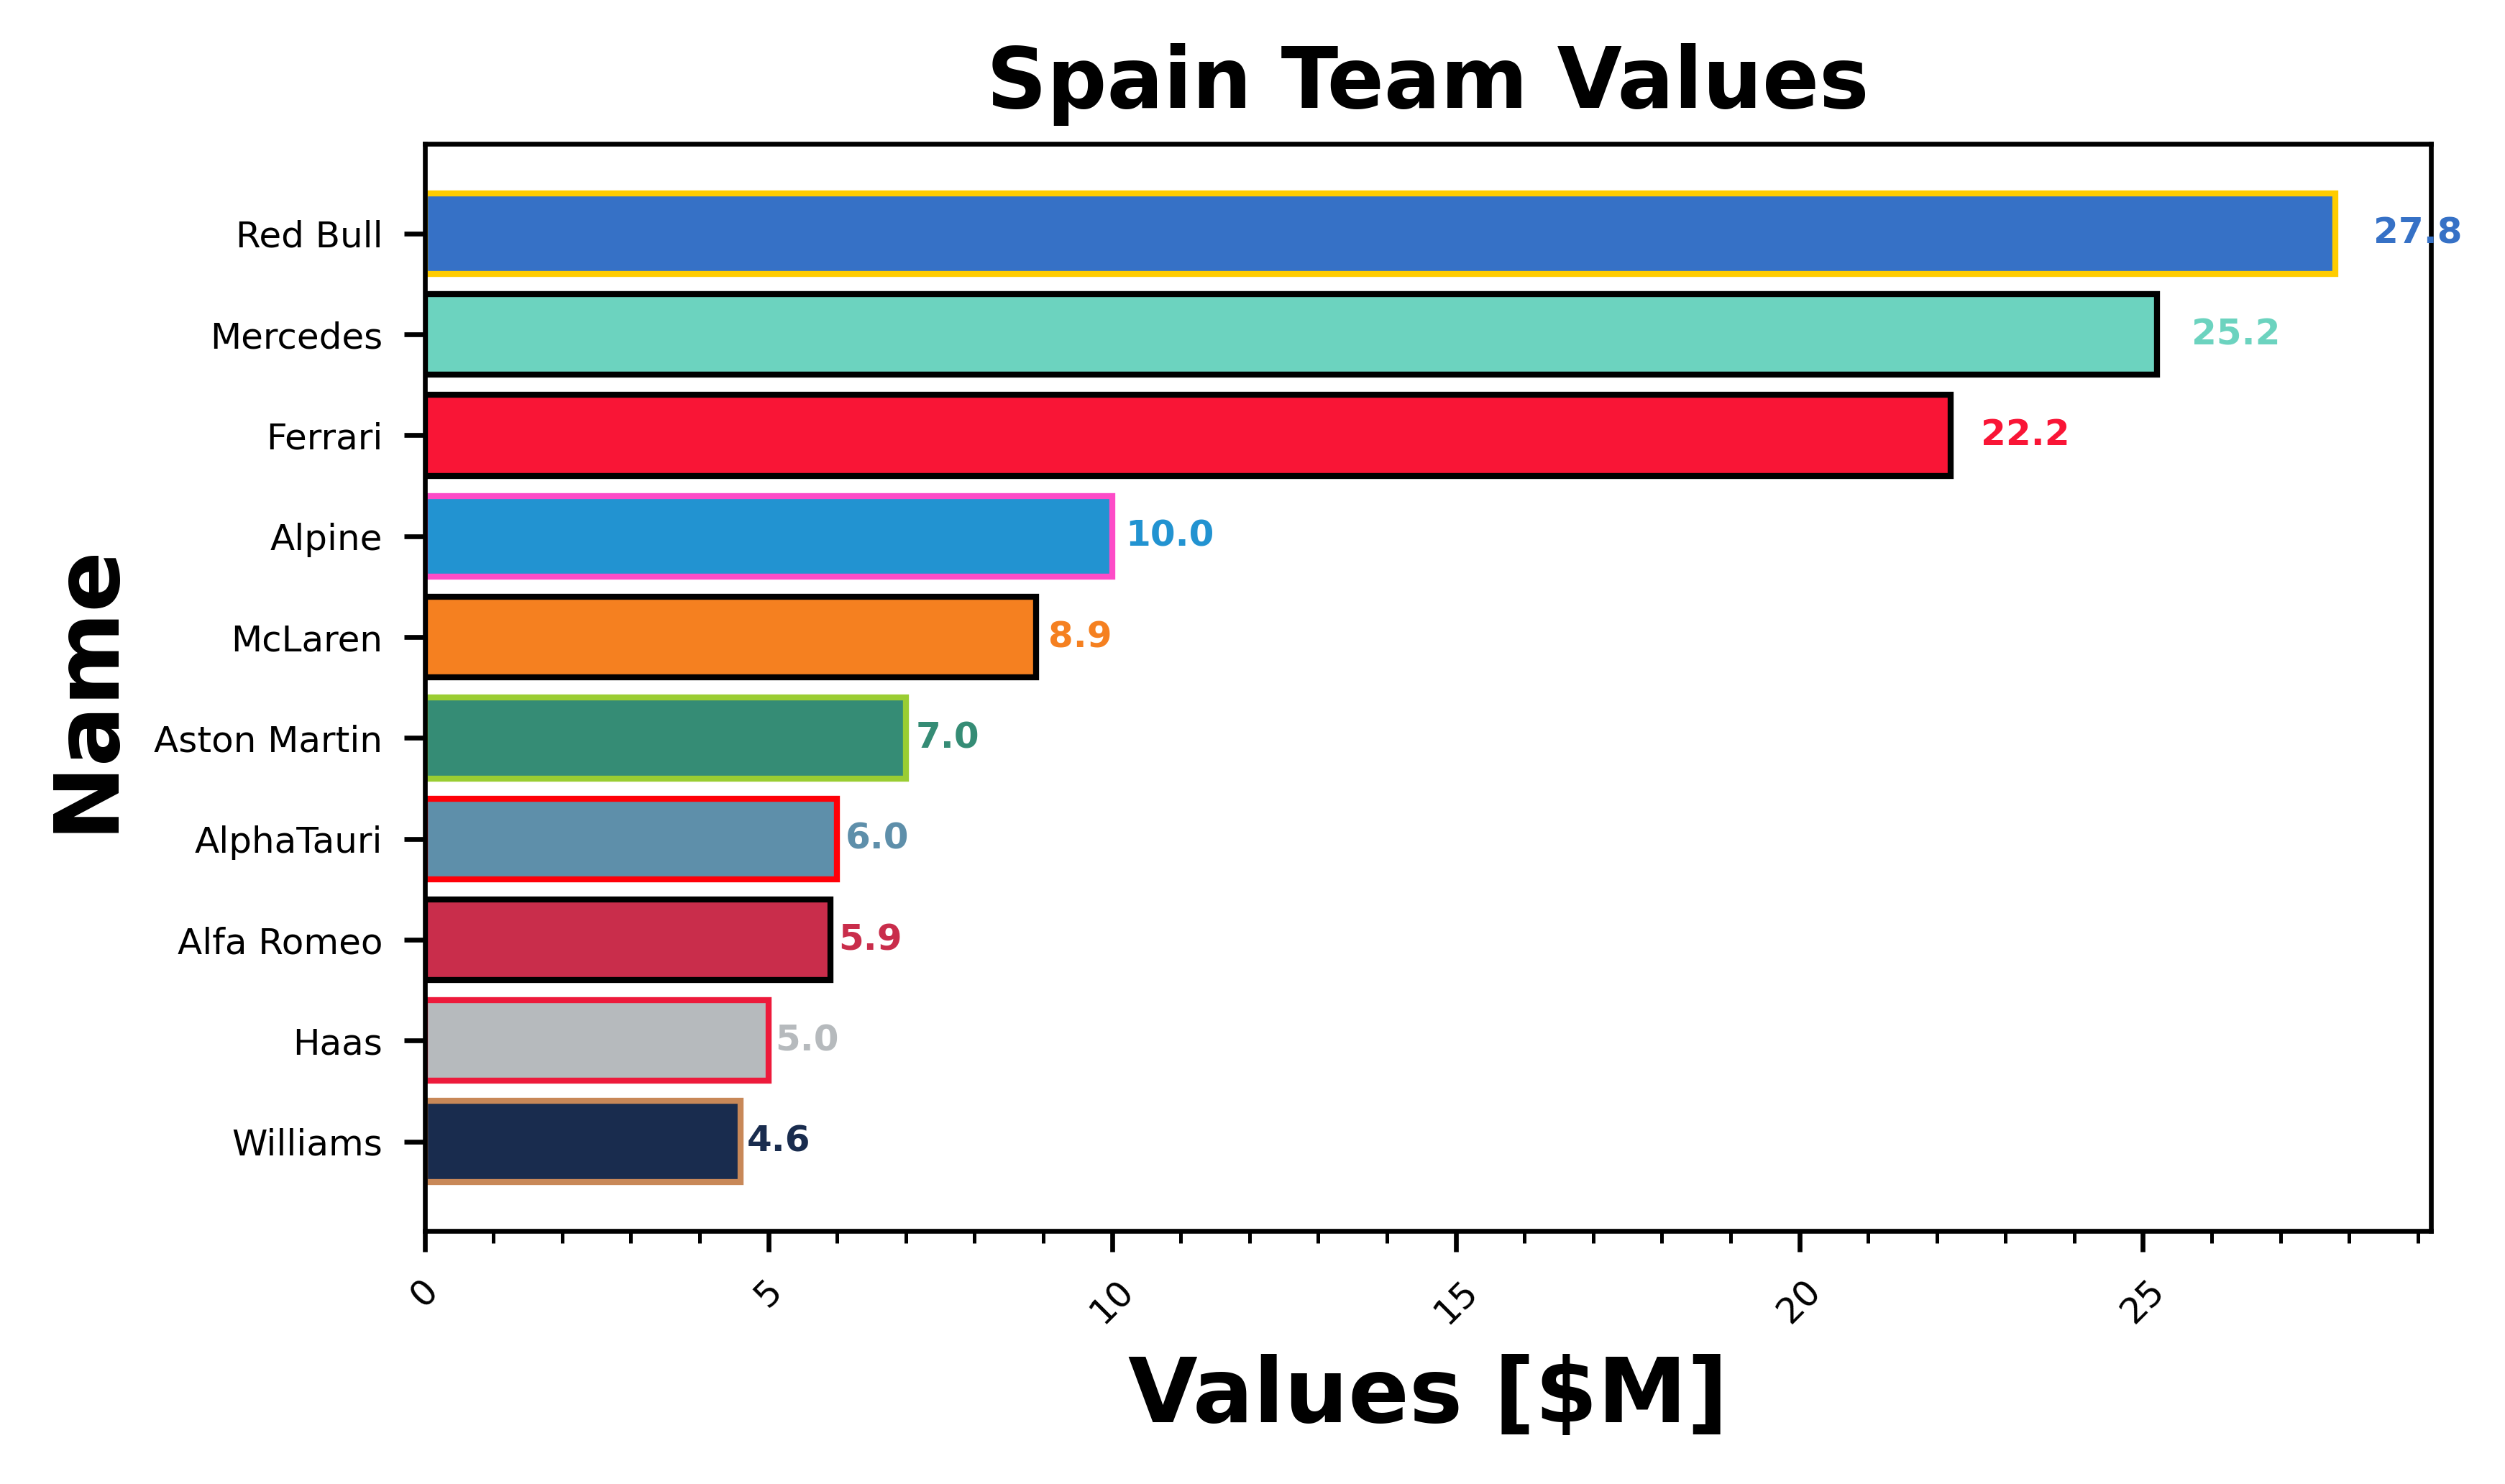 Spain Team Values
Name
Red Bull 27.8
Mercedes 25.2
Ferrari 22.2
Alpine 10.0
McLaren 8.9
Aston Martin 7.0
AlphaTauri 6.0
Alfa Romeo 5.9
Haas 5.0
Williams 4.6
0 5 10 15 20 25
Values [$M]